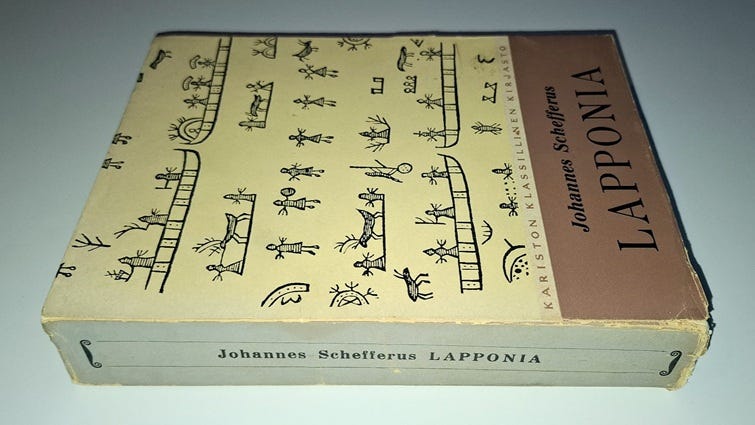 Johannes Schefferus
LAPPONIA
KARISTON KLASSILLINEN KIRJASTO
Johannes Schefferus LAPPONIA